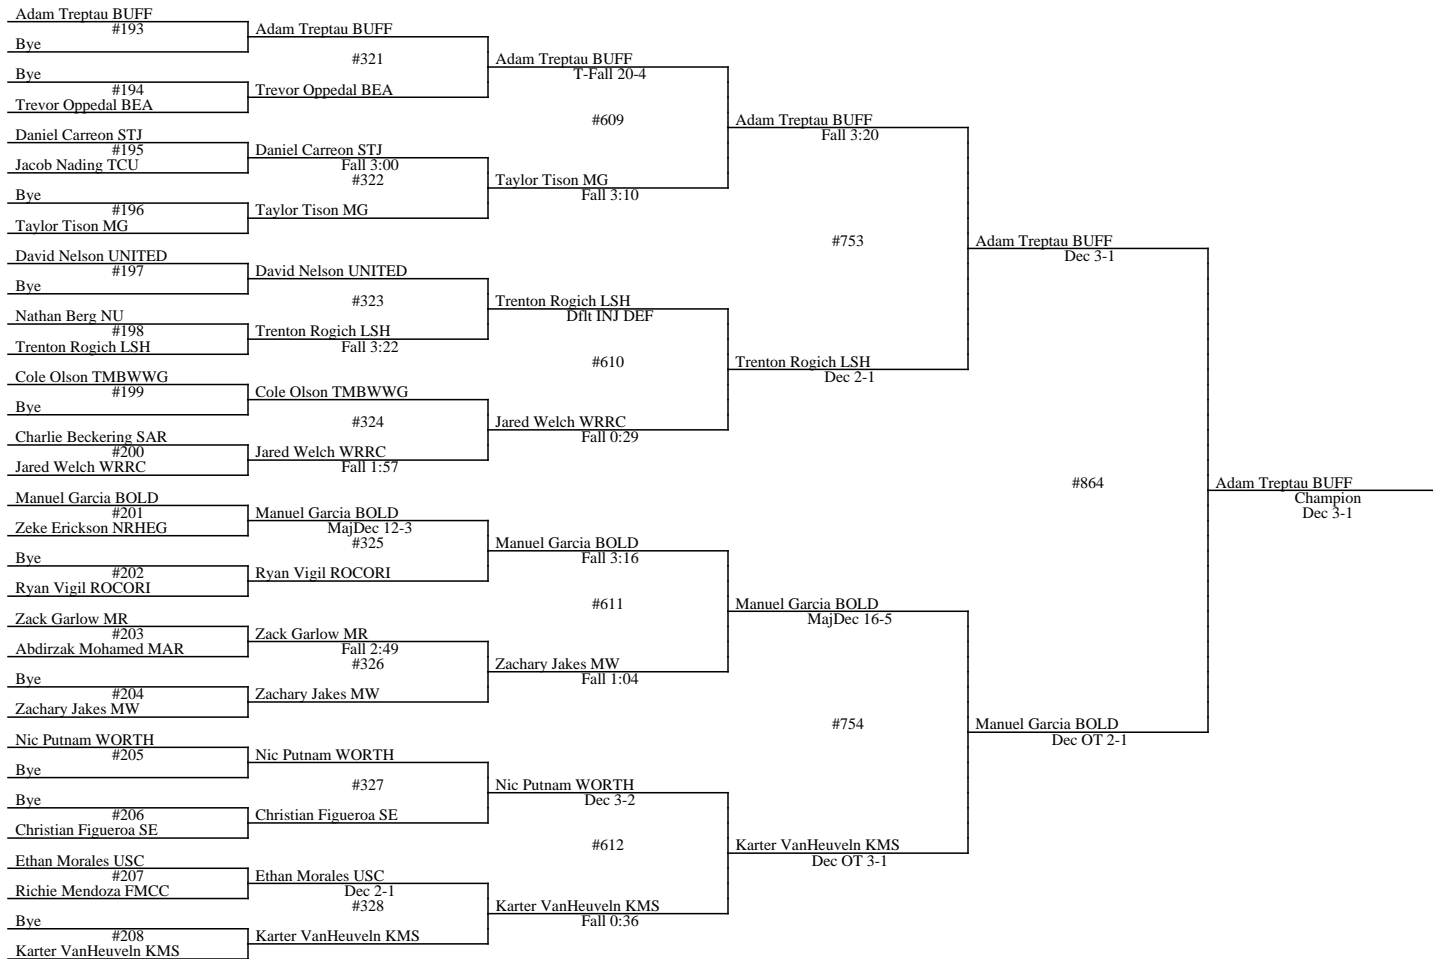 Adam Treptau BUFF
#193
Bye
Bye
#194
Trevor Oppedal BEA
Daniel Carreon STJ
#195
Jacob Nading TCU
Bye
#196
Taylor Tison MG
David Nelson UNITED
#197
Bye
Nathan Berg NU
#198
Trenton Rogich LSH
Cole Olson TMBWWG
#199
Bye
Charlie Beckering SAR
#200
Jared Welch WRRC
Manuel Garcia BOLD
#201
Zeke Erickson NRHEG
Bye
#202
Ryan Vigil ROCORI
Zack Garlow MR
#203
Abdirzak Mohamed MAR
Bye
#204
Zachary Jakes MW
Nic Putnam WORTH
#205
Bye
Bye
#206
Christian Figueroa SE
Ethan Morales USC
#207
Richie Mendoza FMCC
Bye
#208
Karter VanHeuveln KMS
Adam Treptau BUFF
#321
Trevor Oppedal BEA
Daniel Carreon STJ
Fall 3:00
#322
Taylor Tison MG
David Nelson UNITED
#323
Trenton Rogich LSH
Fall 3:22
Cole Olson TMBWWG
#324
Jared Welch WRRC
Fall 1:57
Manuel Garcia BOLD
MajDec 12-3
#325
Ryan Vigil ROCORI
Zack Garlow MR
Fall 2:49
#326
Zachary Jakes MW
Nic Putnam WORTH
#327
Christian Figueroa SE
Ethan Morales USC
Dec 2-1
#328
Karter VanHeuveln KMS
Adam Treptau BUFF
T-Fall 20-4
#609
Taylor Tison MG
Fall 3:10
Trenton Rogich LSH
Dflt INJ DEF
#610
Jared Welch WRRC
Fall 0:29
Manuel Garcia BOLD
Fall 3:16
#611
Zachary Jakes MW
Fall 1:04
Nic Putnam WORTH
Dec 3-2
#612
Karter VanHeuveln KMS
Fall 0:36
Adam Treptau BUFF
Fall 3:20
#753
Trenton Rogich LSH
Dec 2-1
Manuel Garcia BOLD
MajDec 16-5
#754
Karter VanHeuveln KMS
Dec OT 3-1
Adam Treptau BUFF
Dec 3-1
#864
Manuel Garcia BOLD
Dec OT 2-1
Adam Treptau BUFF
Champion
Dec 3-1